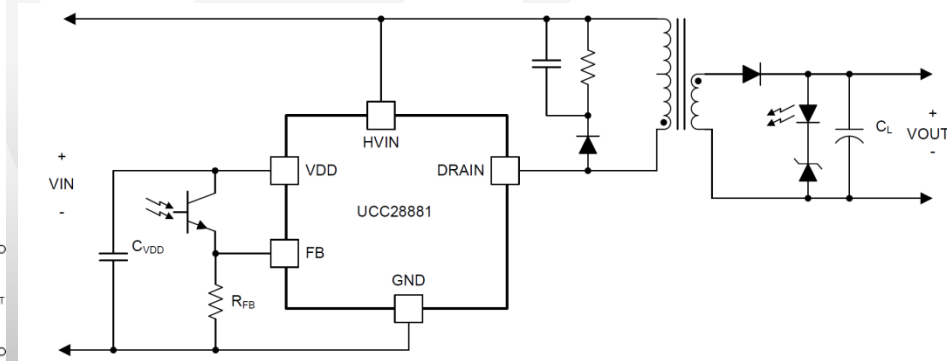 HVIN
VDD
DRAIN
UCC28881
FB
GND
+
VIN
-
CVDD
RFB
CL
+
VOUT
-